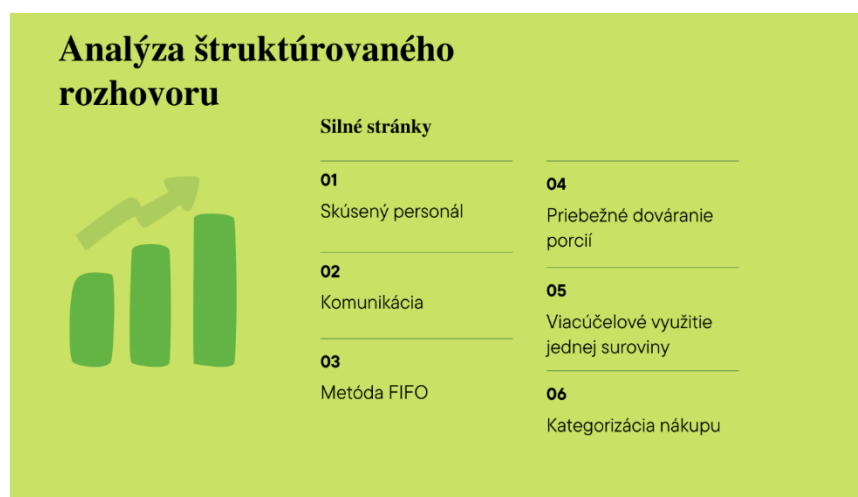 Analýza štruktúrovaného
rozhovoru
Silné stránky
01
Skúsený personál
02
Komunikácia
03
Metóda FIFO
04
Priebežné dováranie
porcií
05
Viacúčelové využitie
jednej suroviny
06
Kategorizácia nákupu